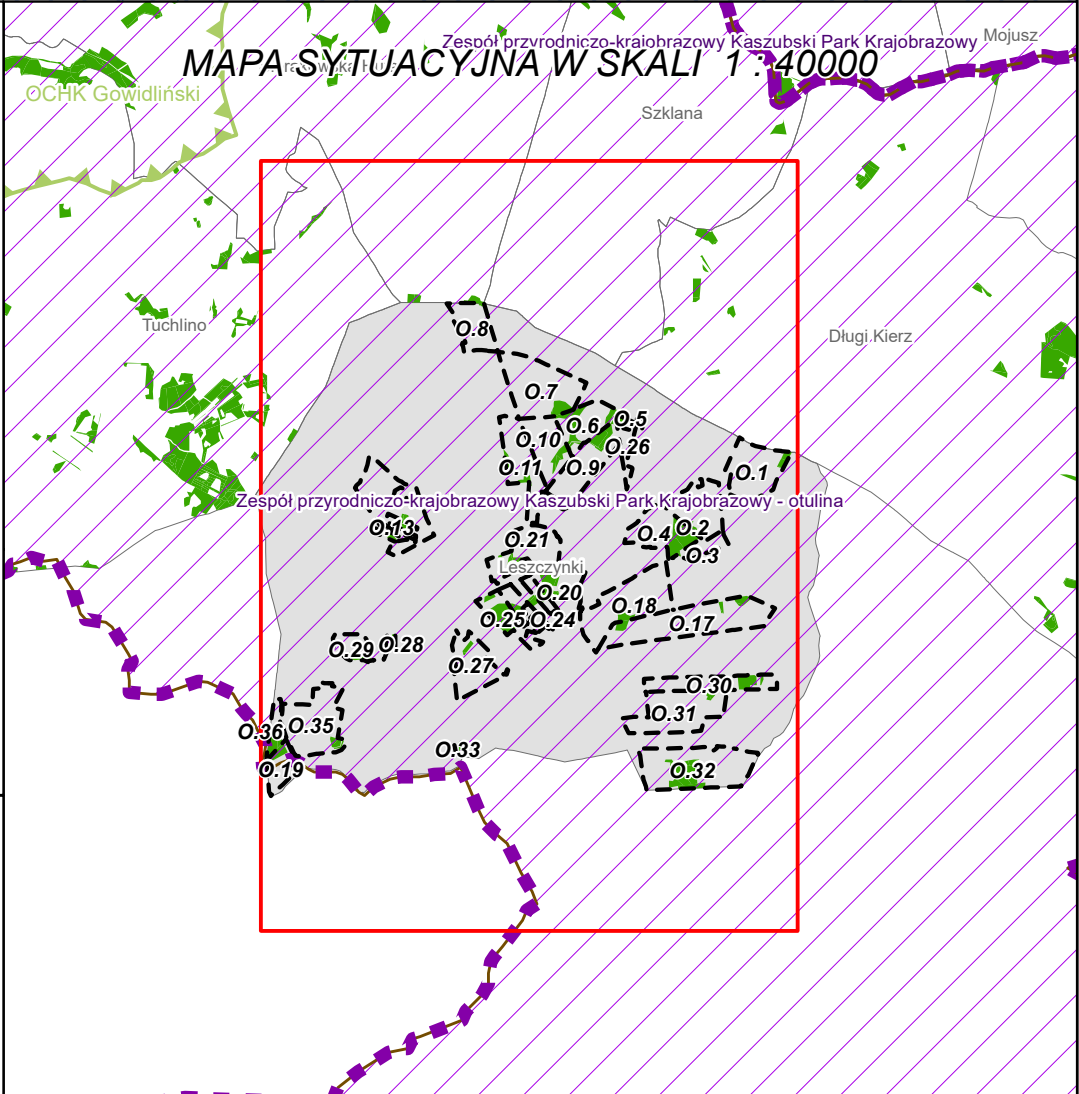 Zespół przyrodniczo-krajobrazowy Kaszubski Park Krajobrazowy
Mojusz
MAPA SYTUACYJNA W SKALI 1 : 40000
OCHK Gowidliński
Szklana
Tuchlino
Długi Kierz
O.8
O.7
O.5
O.6
O.10
O.26
O.11
O.9
O.1
Zespół przyrodniczo-krajobrazowy Kaszubski Park Krajobrazowy - otulina
O.13
O.2
O.4
O.21
O.3
Leszczynki
O.20
O.18
O.25
O.24
O.17
O.28
O.29
O.27
O.30
O.31
O.35
O.36
O.33
O.19
O.32